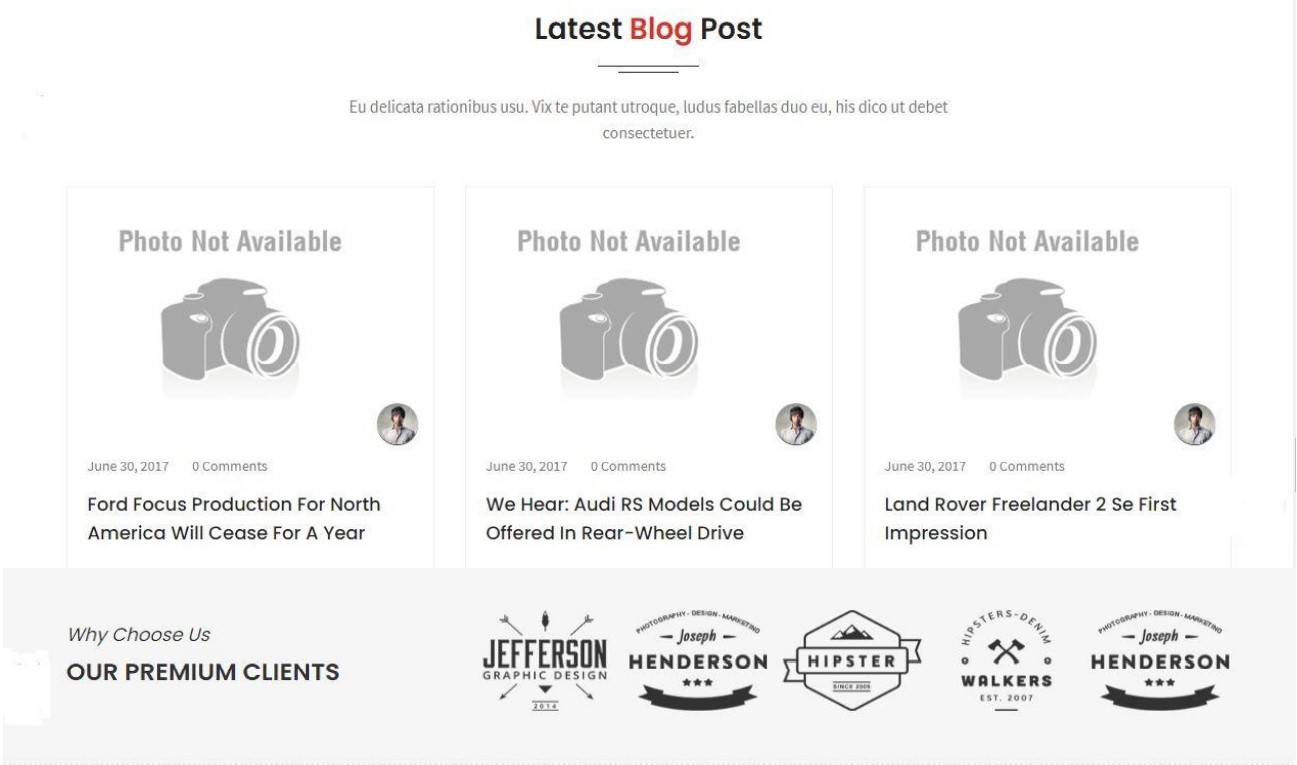 Latest Blog Post
Eu delicata rationibus usu. Vix te putant utroque, ludus fabellas duo eu, his dico ut debet
consectetuer.
Photo Not Available
Photo Not Available
Photo Not Available
June 30, 2017 0 Comments
Ford Focus Production For North
America Will Cease For A Year
June 30, 2017 0 Comments
We Hear: Audi RS Models Could Be
Offered In Rear-Wheel Drive
June 30, 2017 0 Comments
Land Rover Freelander 2 Se First
Impression
Why Choose Us
OUR PREMIUM CLIENTS
JEFFERSON
GRAPHIC DESIGN
2014
PHOTOGRAPHY - DESIGN - MARKETING
Joseph
HENDERSON
HIPSTER
SINCE 2005
HIPSTERS-DENIM
WALKERS
EST. 2007
PHOTOGRAPHY - DESIGN - MARKETING
Joseph
HENDERSON